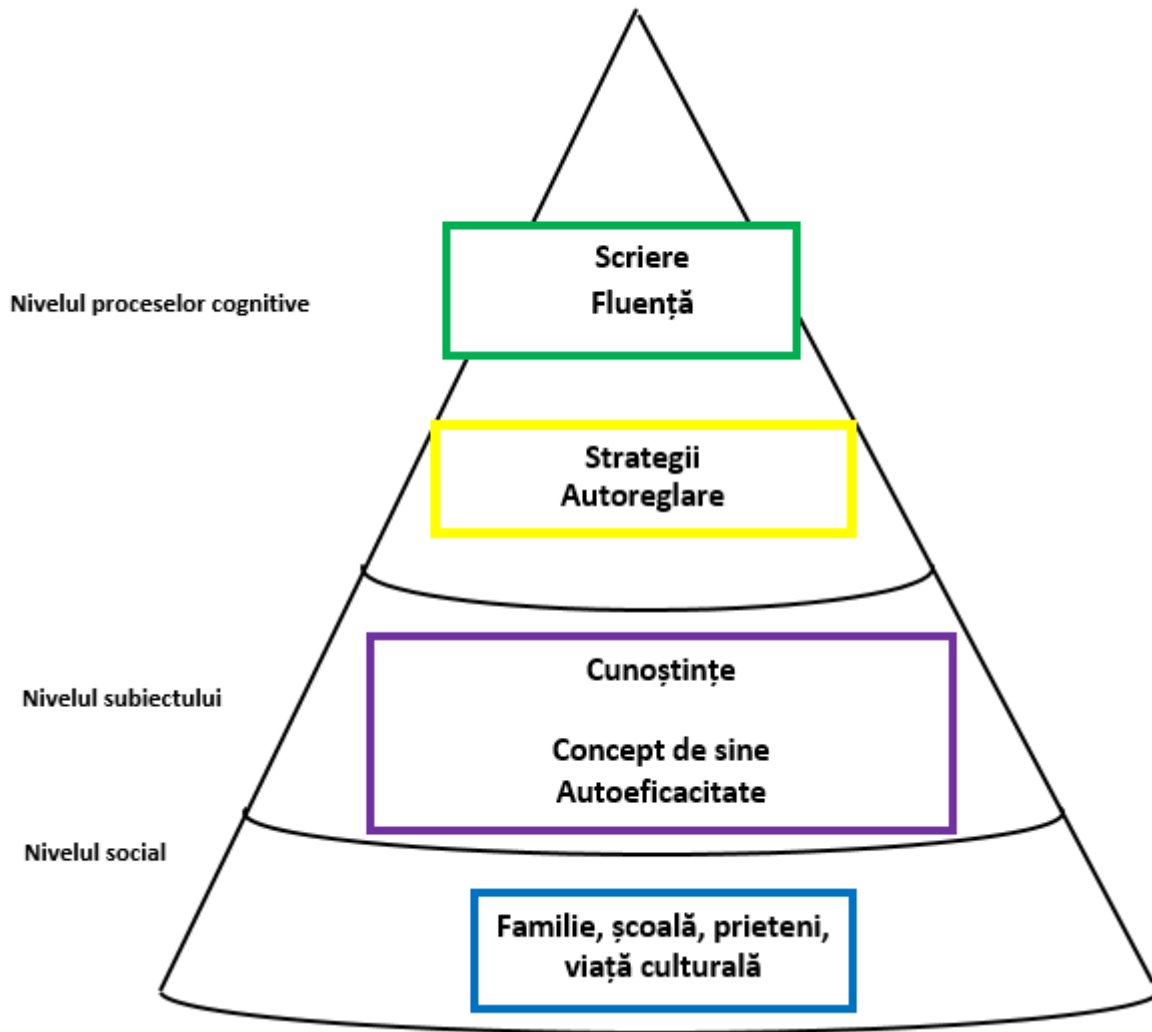 Scriere
Nivelul proceselor cognitive
Fluență
Strategii
Autoreglare
Nivelul subiectului
Cunoștințe
Concept de sine
Autoeficacitate
Nivelul social
Familie, școală, prieteni,
viață culturală